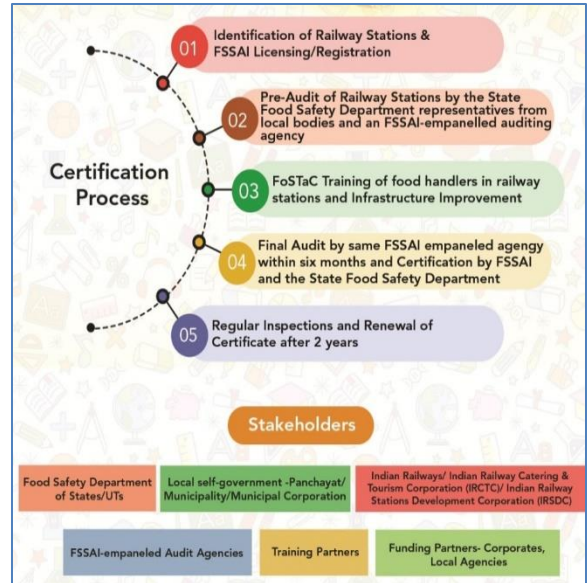 Certification
Process
01
Identification of Railway Stations &
FSSAI Licensing/Registration
02
Pre-Audit of Railway Stations by the State
Food Safety Department representatives from
local bodies and an FSSAI-empanelled auditing
agency
03
FoSTaC Training of food handlers in railway
stations and Infrastructure Improvement
04
Final Audit by same FSSAI empaneled agengy
within six months and Certification by FSSAI
and the State Food Safety Department
05
Regular Inspections and Renewal of
Certificate after 2 years
Stakeholders
Food Safety Department
of States/UTs
Local self-government -Panchayat/
Municipality/Municipal Corporation
Indian Railways/ Indian Railway Catering &
Tourism Corporation (IRCTC)/ Indian Railway
Stations Development Corporation (IRSDC)
FSSAI-empaneled Audit Agencies
Training Partners
Funding Partners- Corporates,
Local Agencies